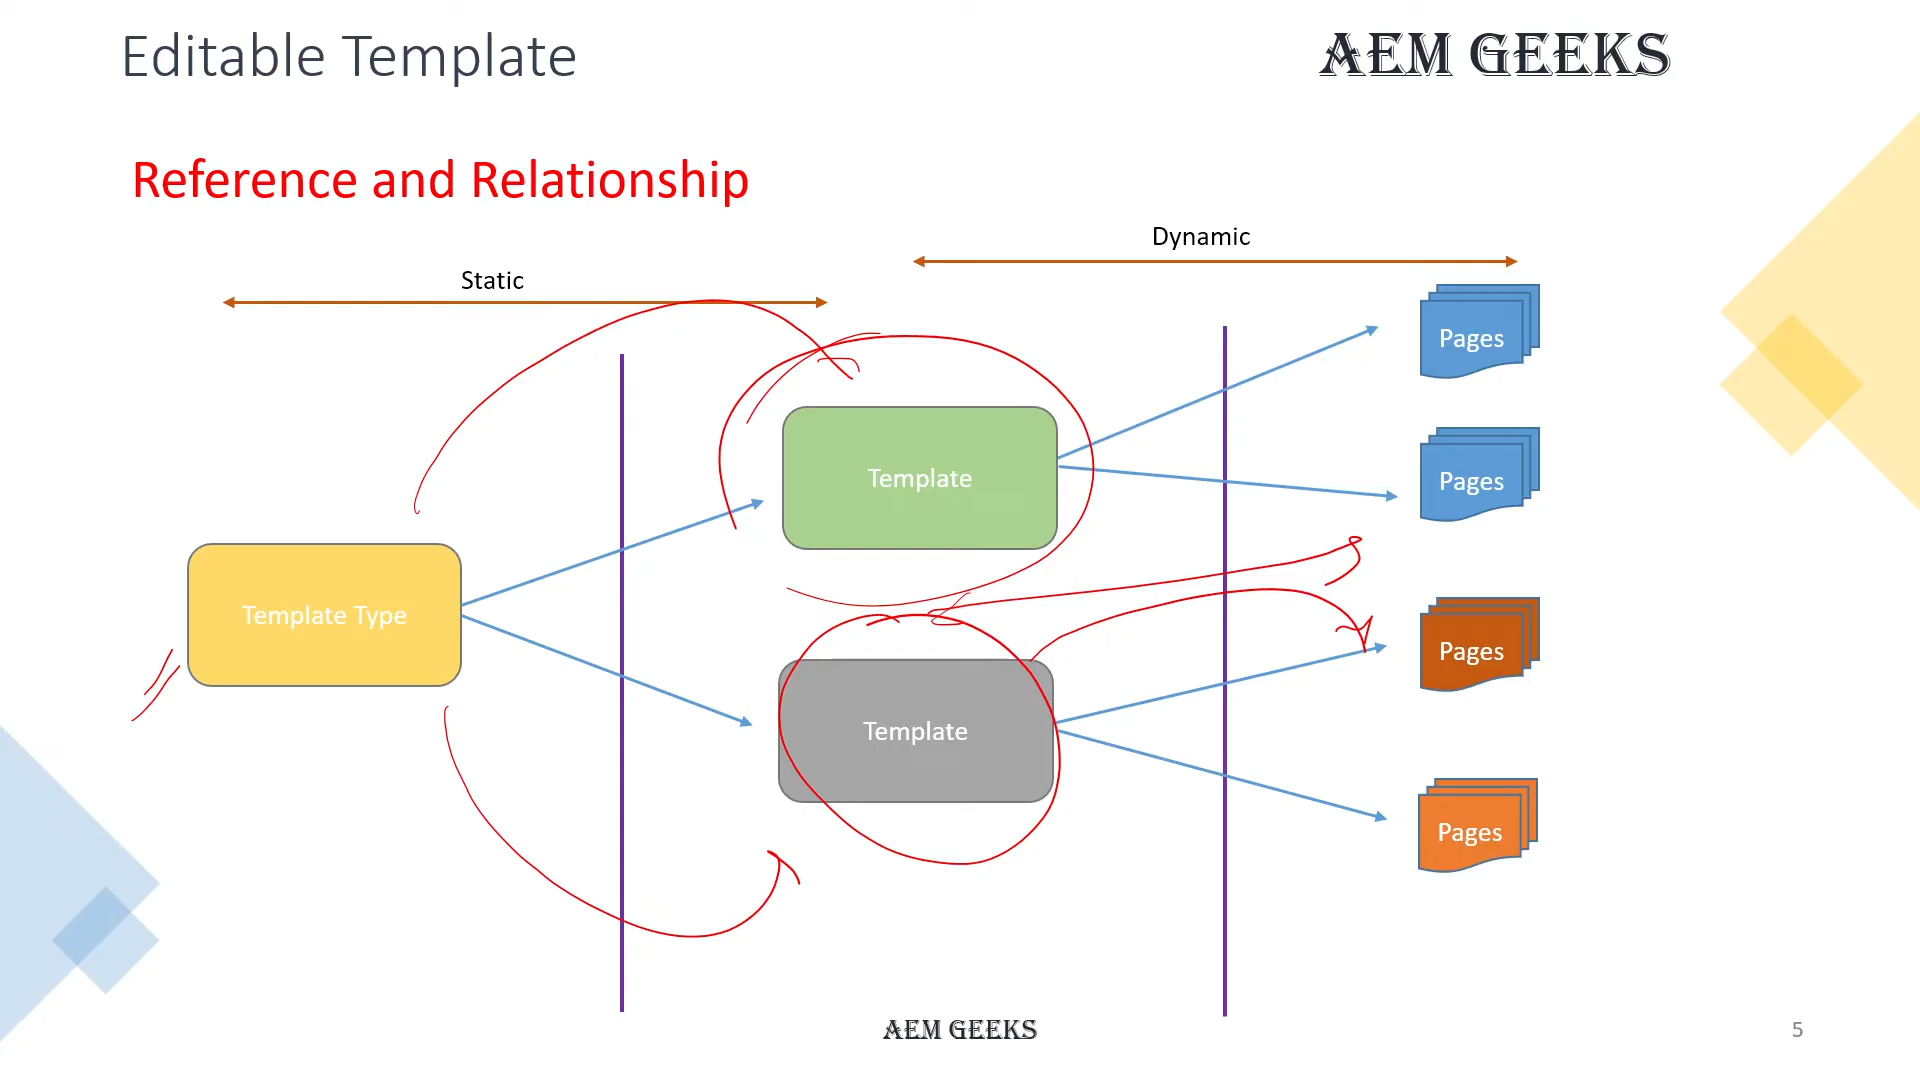 Editable Template
AEM GEEKS
Reference and Relationship
Dynamic
Static
Pages
Template
Pages
Template Type
Pages
Template
Pages
AEM GEEKS
5